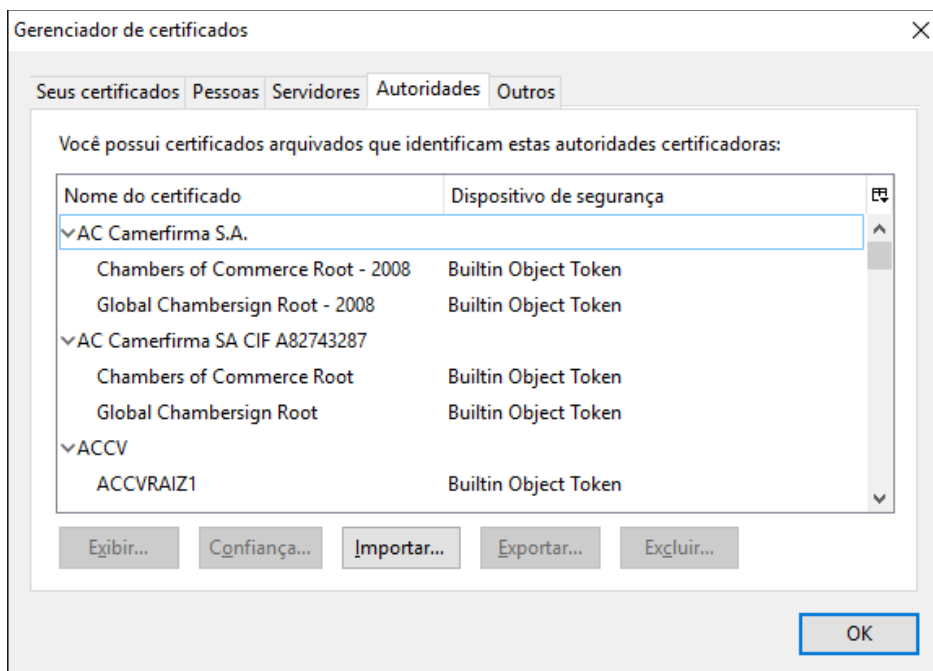 Gerenciador de certificados
Seus certificados Pessoas Servidores Autoridades Outros
Você possui certificados arquivados que identificam estas autoridades certificadoras:
Nome do certificado Dispositivo de segurança
AC Camerfirma S.A.
Chambers of Commerce Root - 2008 Builtin Object Token
Global Chambersign Root - 2008 Builtin Object Token
AC Camerfirma SA CIF A82743287
Chambers of Commerce Root Builtin Object Token
Global Chambersign Root Builtin Object Token
ACCV
ACCVRAIZ1 Builtin Object Token
Exibir... Confiança... Importar... Exportar... Excluir...
OK